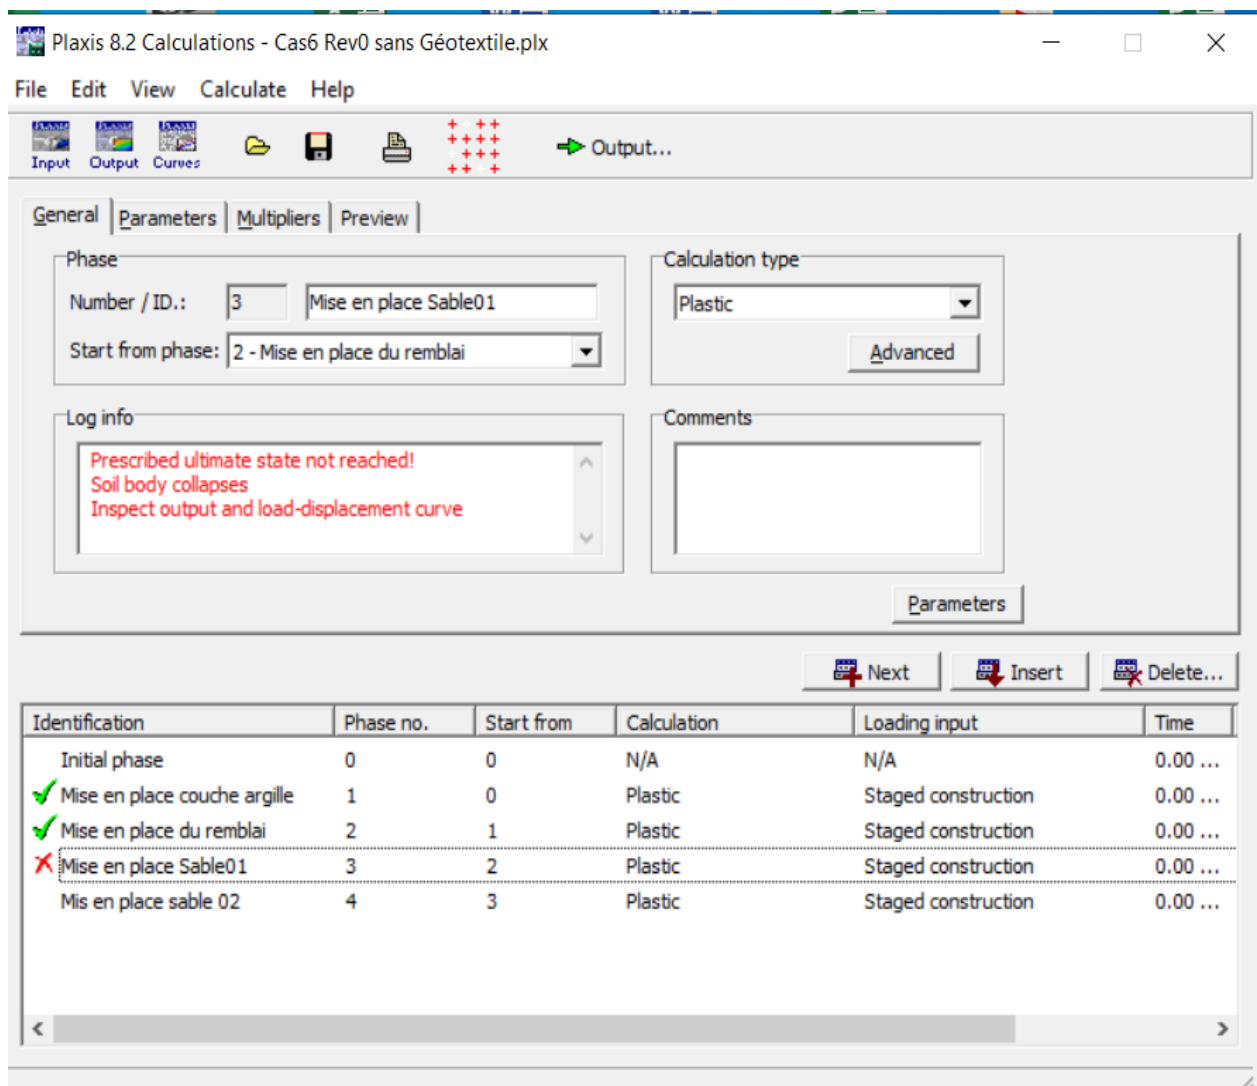 Plaxis 8.2 Calculations - Cas6 Rev0 sans Géotextile.plx
File Edit View Calculate Help
Input Output Curves Output...
General Parameters Multipliers Preview
Phase
Number / ID.: 3 Mise en place Sable01
Start from phase: 2 - Mise en place du remblai
Calculation type
Plastic
Advanced
Log info
Prescribed ultimate state not reached!
Soil body collapses
Inspect output and load-displacement curve
Comments
Parameters
Next Insert Delete...
Identification Phase no. Start from Calculation Loading input Time
Initial phase 0 0 N/A N/A 0.00 ...
Mise en place couche argille 1 0 Plastic Staged construction 0.00 ...
Mise en place du remblai 2 1 Plastic Staged construction 0.00 ...
Mise en place Sable01 3 2 Plastic Staged construction 0.00 ...
Mis en place sable 02 4 3 Plastic Staged construction 0.00 ...